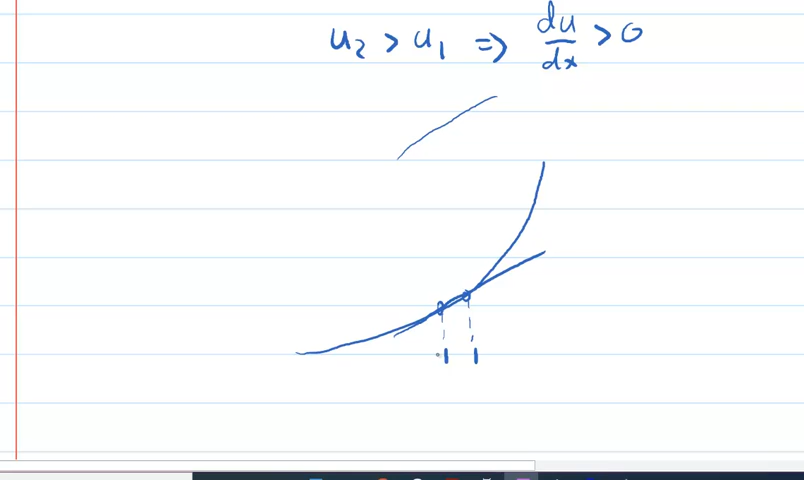 u₂ > u₁ ⇒ du/dx > 0